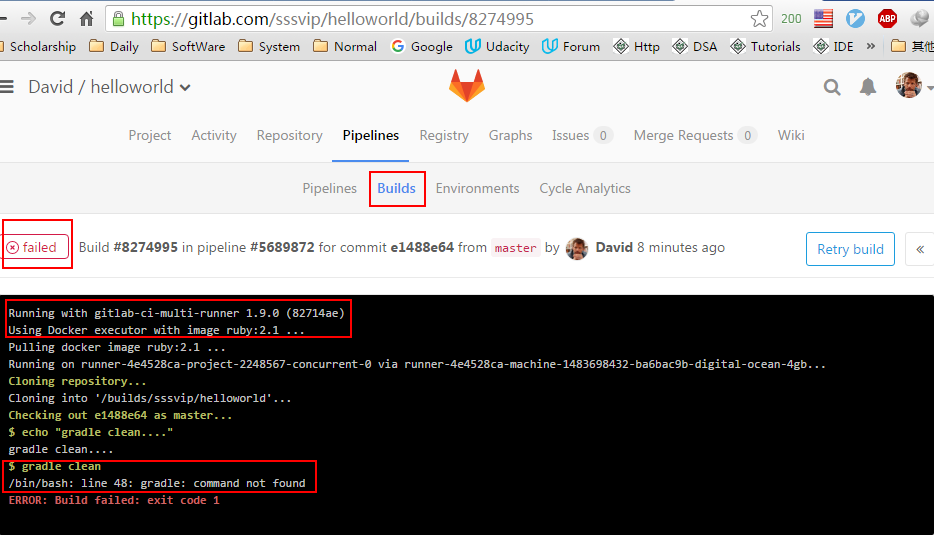 https://gitlab.com/sssvip/helloworld/builds/8274995
200
ABP
Scholarship Daily SoftWare System Normal Google Udacity Forum Http DSA Tutorials IDE » 其他
David / helloworld
Project Activity Repository Pipelines Registry Graphs Issues 0 Merge Requests 0 Wiki
Pipelines Builds Environments Cycle Analytics
failed Build #8274995 in pipeline #5689872 for commit e1488e64 from master by David 8 minutes ago Retry build «
Running with gitlab-ci-multi-runner 1.9.0 (82714ae)
Using Docker executor with image ruby:2.1 ...
Pulling docker image ruby:2.1 ...
Running on runner-4e4528ca-project-2248567-concurrent-0 via runner-4e4528ca-machine-1483698432-ba6bac9b-digital-ocean-4gb...
Cloning repository...
Cloning into '/builds/sssvip/helloworld'...
Checking out e1488e64 as master...
$ echo "gradle clean...."
gradle clean....
$ gradle clean
/bin/bash: line 48: gradle: command not found
ERROR: Build failed: exit code 1